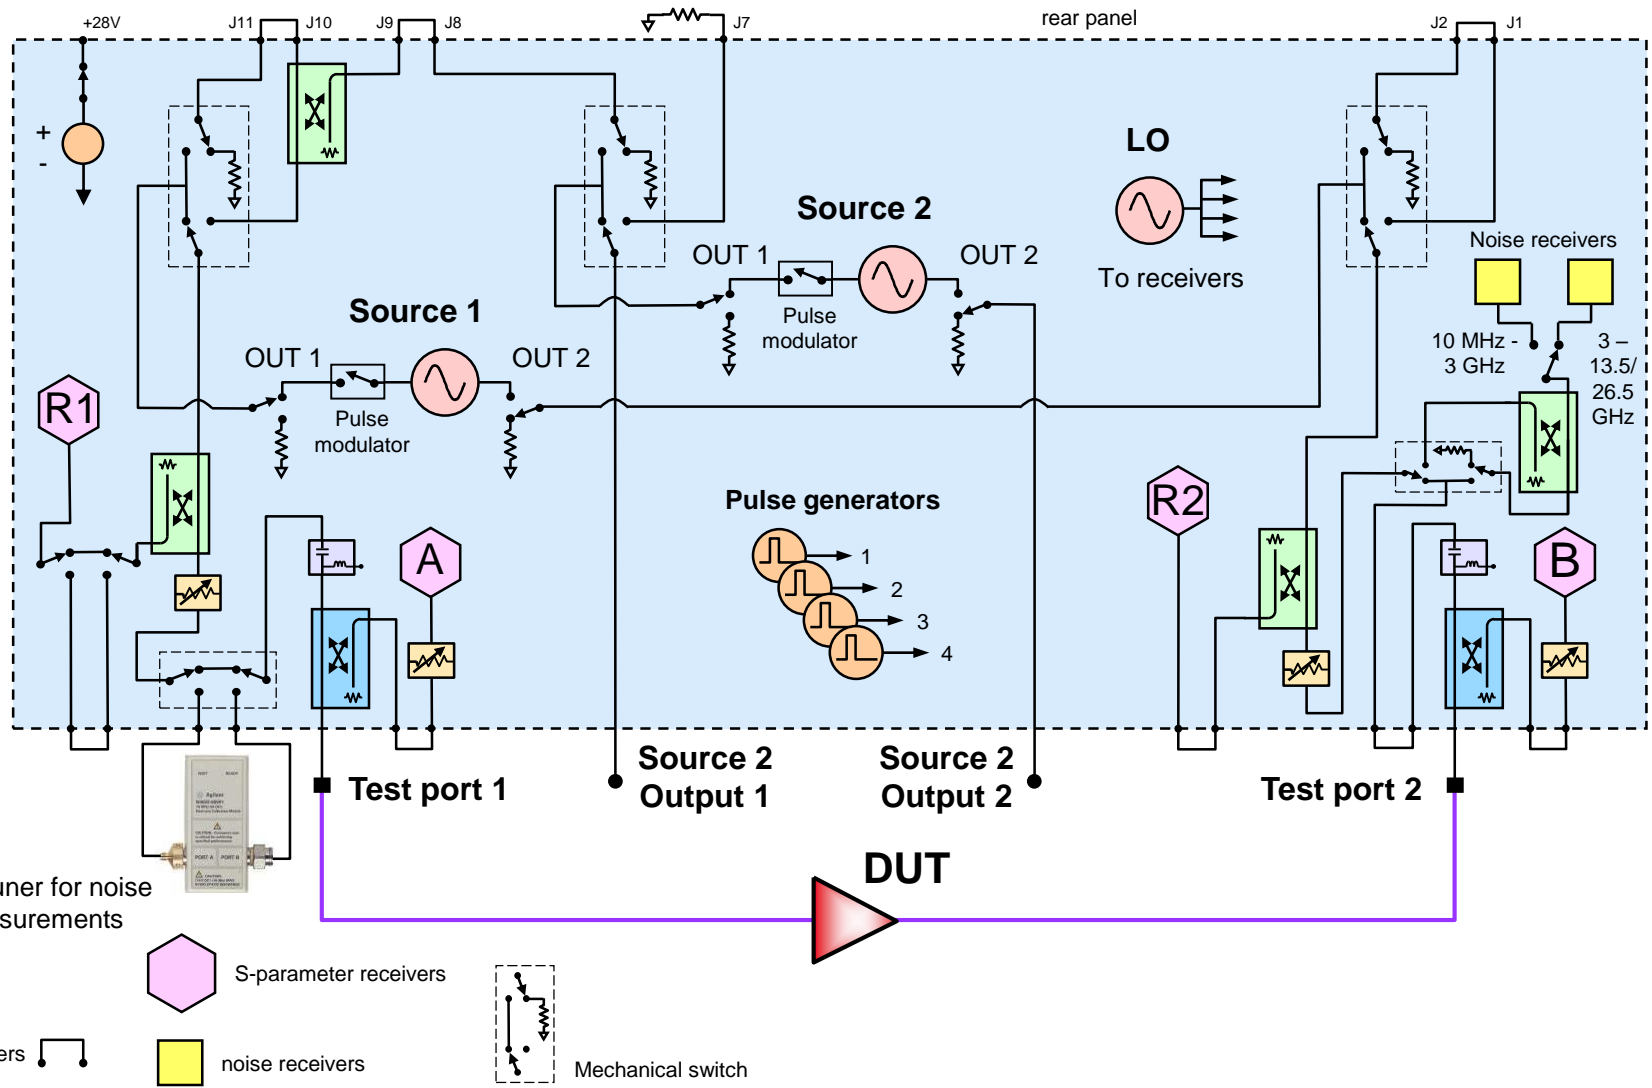 rear panel
+28V
J11
J10
J9
J8
J7
J2
J1
+
-
LO
To receivers
Source 2
OUT 1
OUT 2
Pulse
modulator
Noise receivers
10 MHz -
3 GHz
3 –
13.5/
26.5
GHz
Source 1
OUT 1
OUT 2
Pulse
modulator
R1
A
Pulse generators
1
2
3
4
R2
B
Test port 1
Source 2
Output 1
Source 2
Output 2
Test port 2
Agilent
PORT A
PORT B
DUT
uner for noise
surements
S-parameter receivers
ers
noise receivers
Mechanical switch